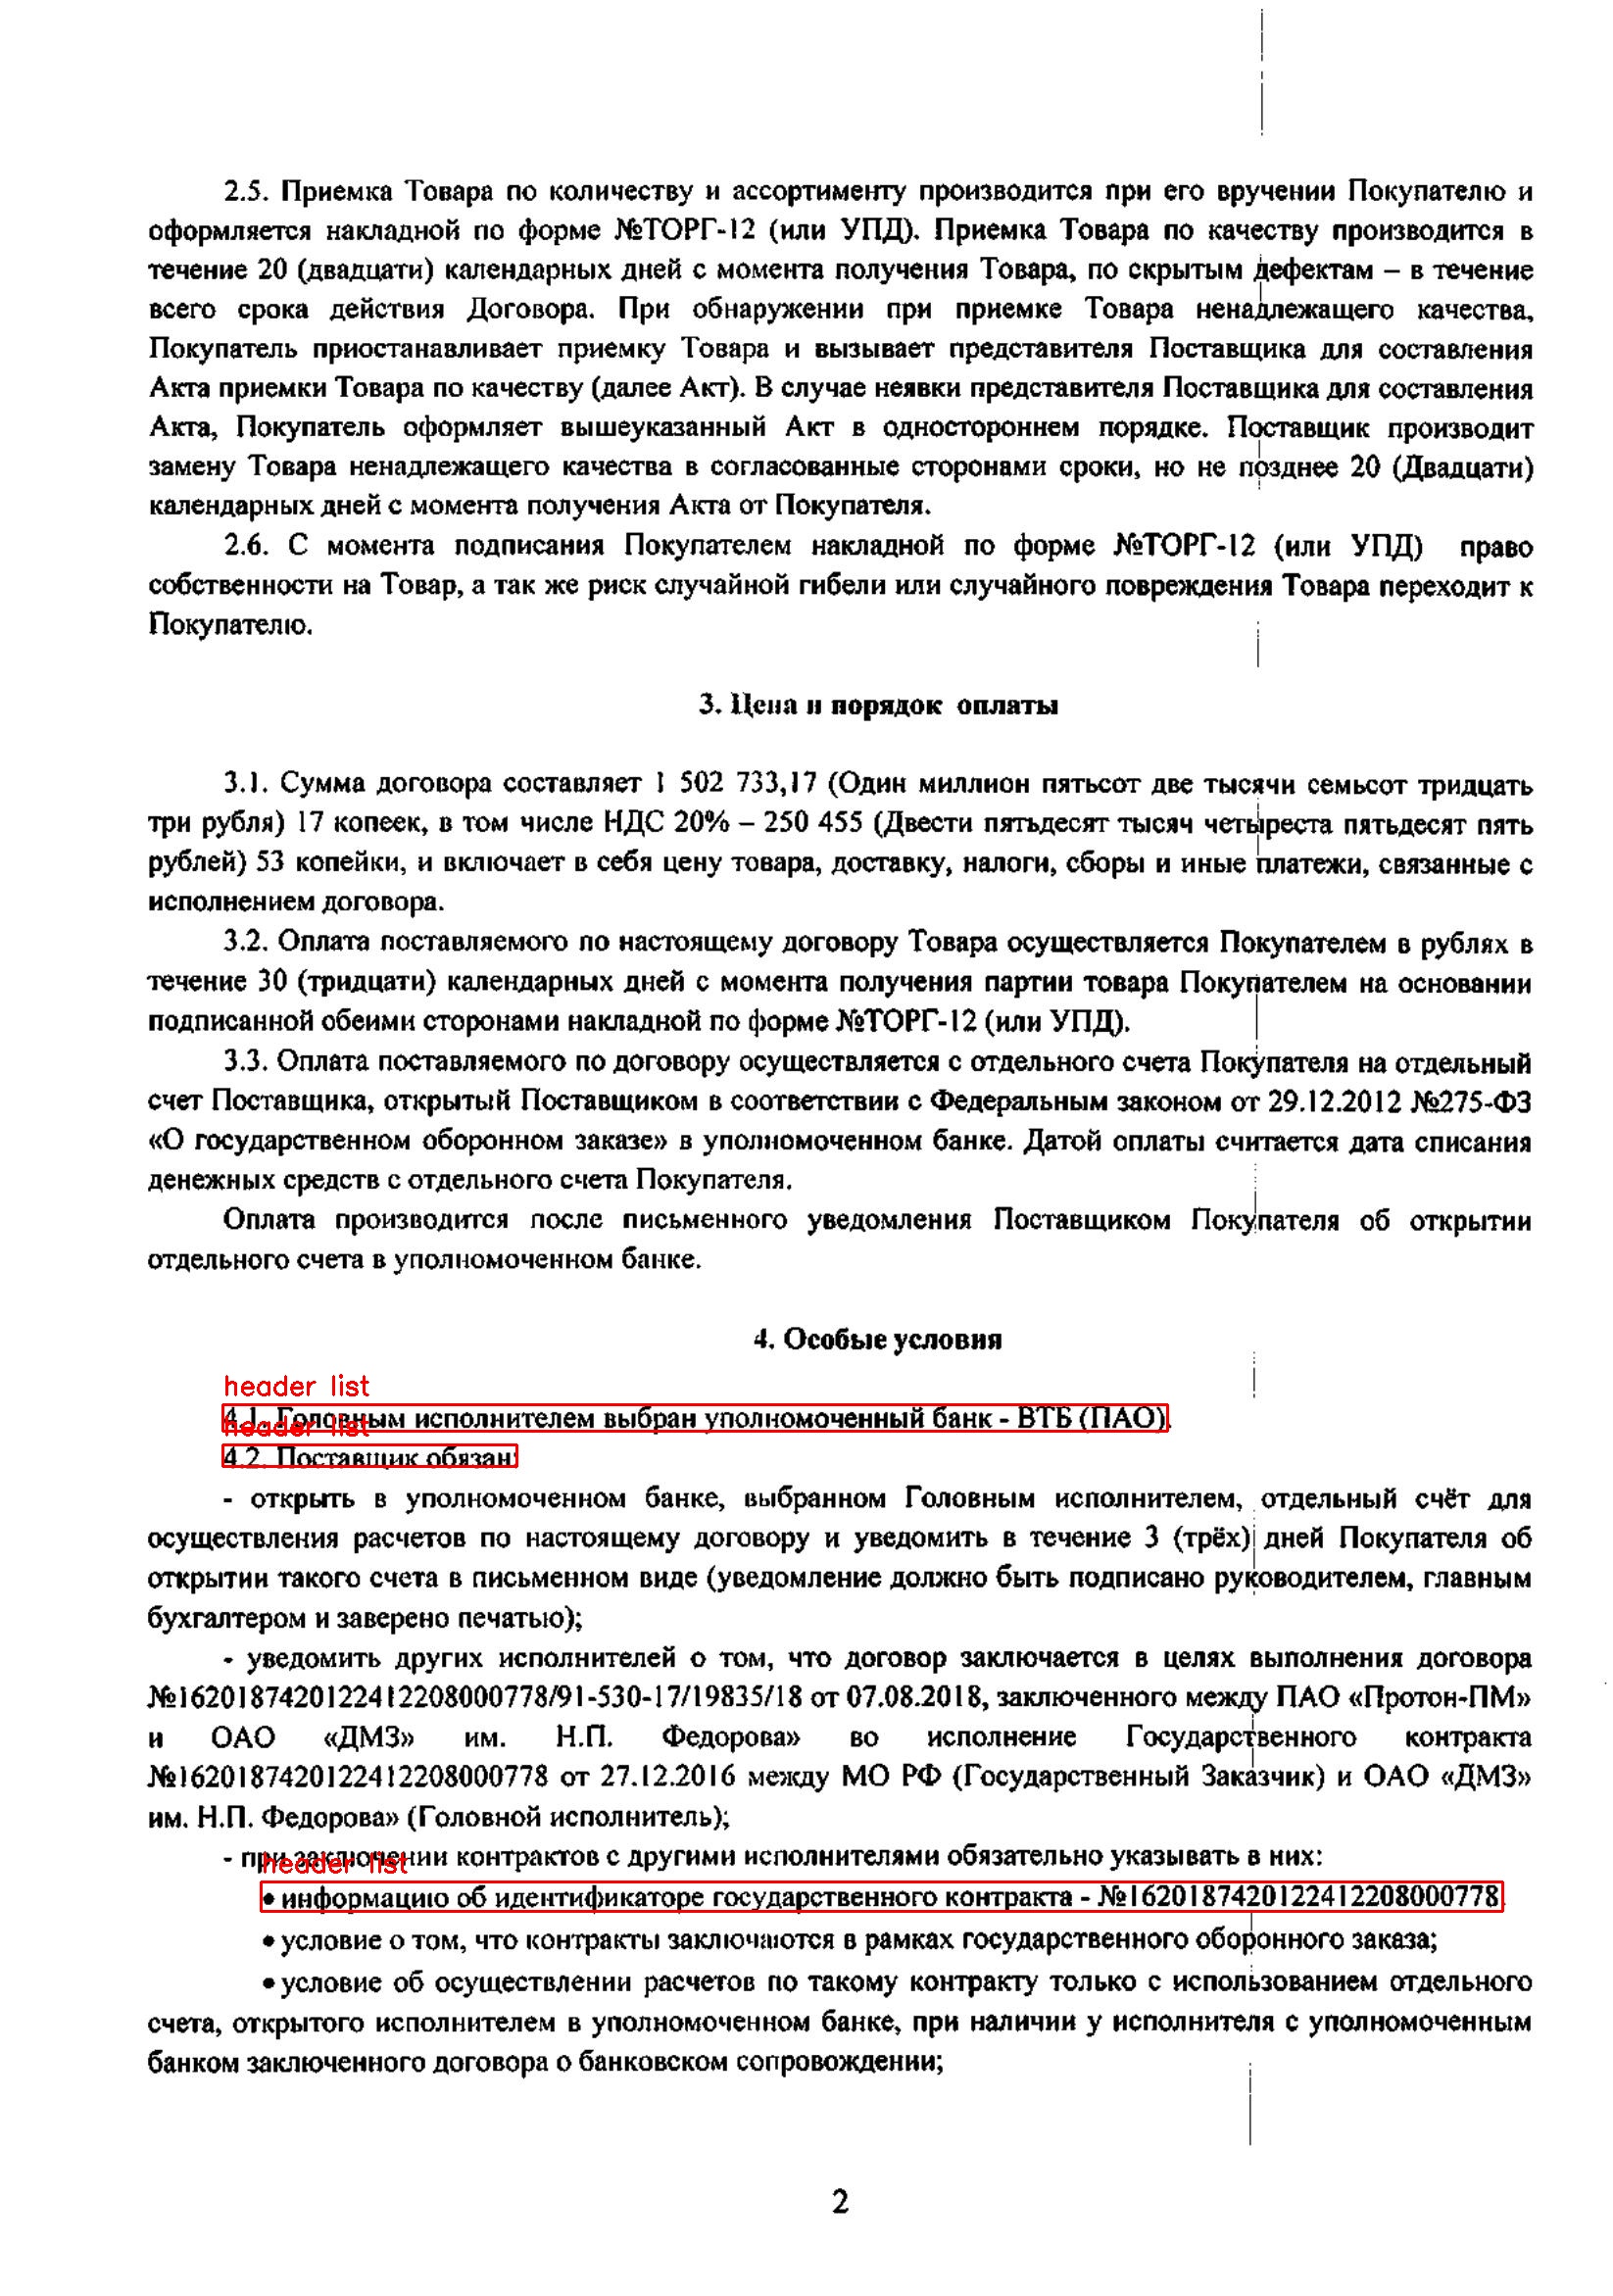 2.5. Приемка Товара по количеству и ассортименту производится при его вручении Покупателю и
оформляется накладной по форме №ТОРГ-12 (или УПД). Приемка Товара по качеству производится в
течение 20 (двадцати) календарных дней с момента получения Товара, по скрытым дефектам – в течение
всего срока действия Договора. При обнаружении при приемке Товара ненадлежащего качества,
Покупатель приостанавливает приемку Товара и вызывает представителя Поставщика для составления
Акта приемки Товара по качеству (далее Акт). В случае неявки представителя Поставщика для составления
Акта, Покупатель оформляет вышеуказанный Акт в одностороннем порядке. Поставщик производит
замену Товара ненадлежащего качества в согласованные сторонами сроки, но не позднее 20 (Двадцати)
календарных дней с момента получения Акта от Покупателя.
2.6. С момента подписания Покупателем накладной по форме №ТОРГ-12 (или УПД) право
собственности на Товар, а так же риск случайной гибели или случайного повреждения Товара переходит к
Покупателю.
3. Цена и порядок оплаты
3.1. Сумма договора составляет 1 502 733,17 (Один миллион пятьсот две тысячи семьсот тридцать
три рубля) 17 копеек, в том числе НДС 20% – 250 455 (Двести пятьдесят тысяч четыреста пятьдесят пять
рублей) 53 копейки, и включает в себя цену товара, доставку, налоги, сборы и иные платежи, связанные с
исполнением договора.
3.2. Оплата поставляемого по настоящему договору Товара осуществляется Покупателем в рублях в
течение 30 (тридцати) календарных дней с момента получения партии товара Покупателем на основании
подписанной обеими сторонами накладной по форме №ТОРГ-12 (или УПД).
3.3. Оплата поставляемого по договору осуществляется с отдельного счета Покупателя на отдельный
счет Поставщика, открытый Поставщиком в соответствии с Федеральным законом от 29.12.2012 №275-ФЗ
«О государственном оборонном заказе» в уполномоченном банке. Датой оплаты считается дата списания
денежных средств с отдельного счета Покупателя.
Оплата производится после письменного уведомления Поставщиком Покупателя об открытии
отдельного счета в уполномоченном банке.
4. Особые условия
header list
4.1. Головным исполнителем выбран уполномоченный банк - ВТБ (ПАО).
header list
4.2. Поставщик обязан:
- открыть в уполномоченном банке, выбранном Головным исполнителем, отдельный счёт для
осуществления расчетов по настоящему договору и уведомить в течение 3 (трёх) дней Покупателя об
открытии такого счета в письменном виде (уведомление должно быть подписано руководителем, главным
бухгалтером и заверено печатью);
- уведомить других исполнителей о том, что договор заключается в целях выполнения договора
№1620187420122412208000778/91-530-17/19835/18 от 07.08.2018, заключенного между ПАО «Протон-ПМ»
и ОАО «ДМЗ» им. Н.П. Федорова» во исполнение Государственного контракта
№1620187420122412208000778 от 27.12.2016 между МО РФ (Государственный Заказчик) и ОАО «ДМЗ»
им. Н.П. Федорова» (Головной исполнитель);
- при заключении контрактов с другими исполнителями обязательно указывать в них:
header list
• информацию об идентификаторе государственного контракта - №1620187420122412208000778
• условие о том, что контракты заключаются в рамках государственного оборонного заказа;
• условие об осуществлении расчетов по такому контракту только с использованием отдельного
счета, открытого исполнителем в уполномоченном банке, при наличии у исполнителя с уполномоченным
банком заключенного договора о банковском сопровождении;
2